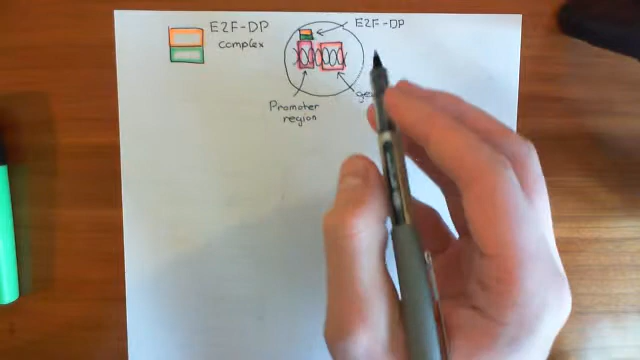 E2F-DP
complex
E2F-DP
Promoter
region